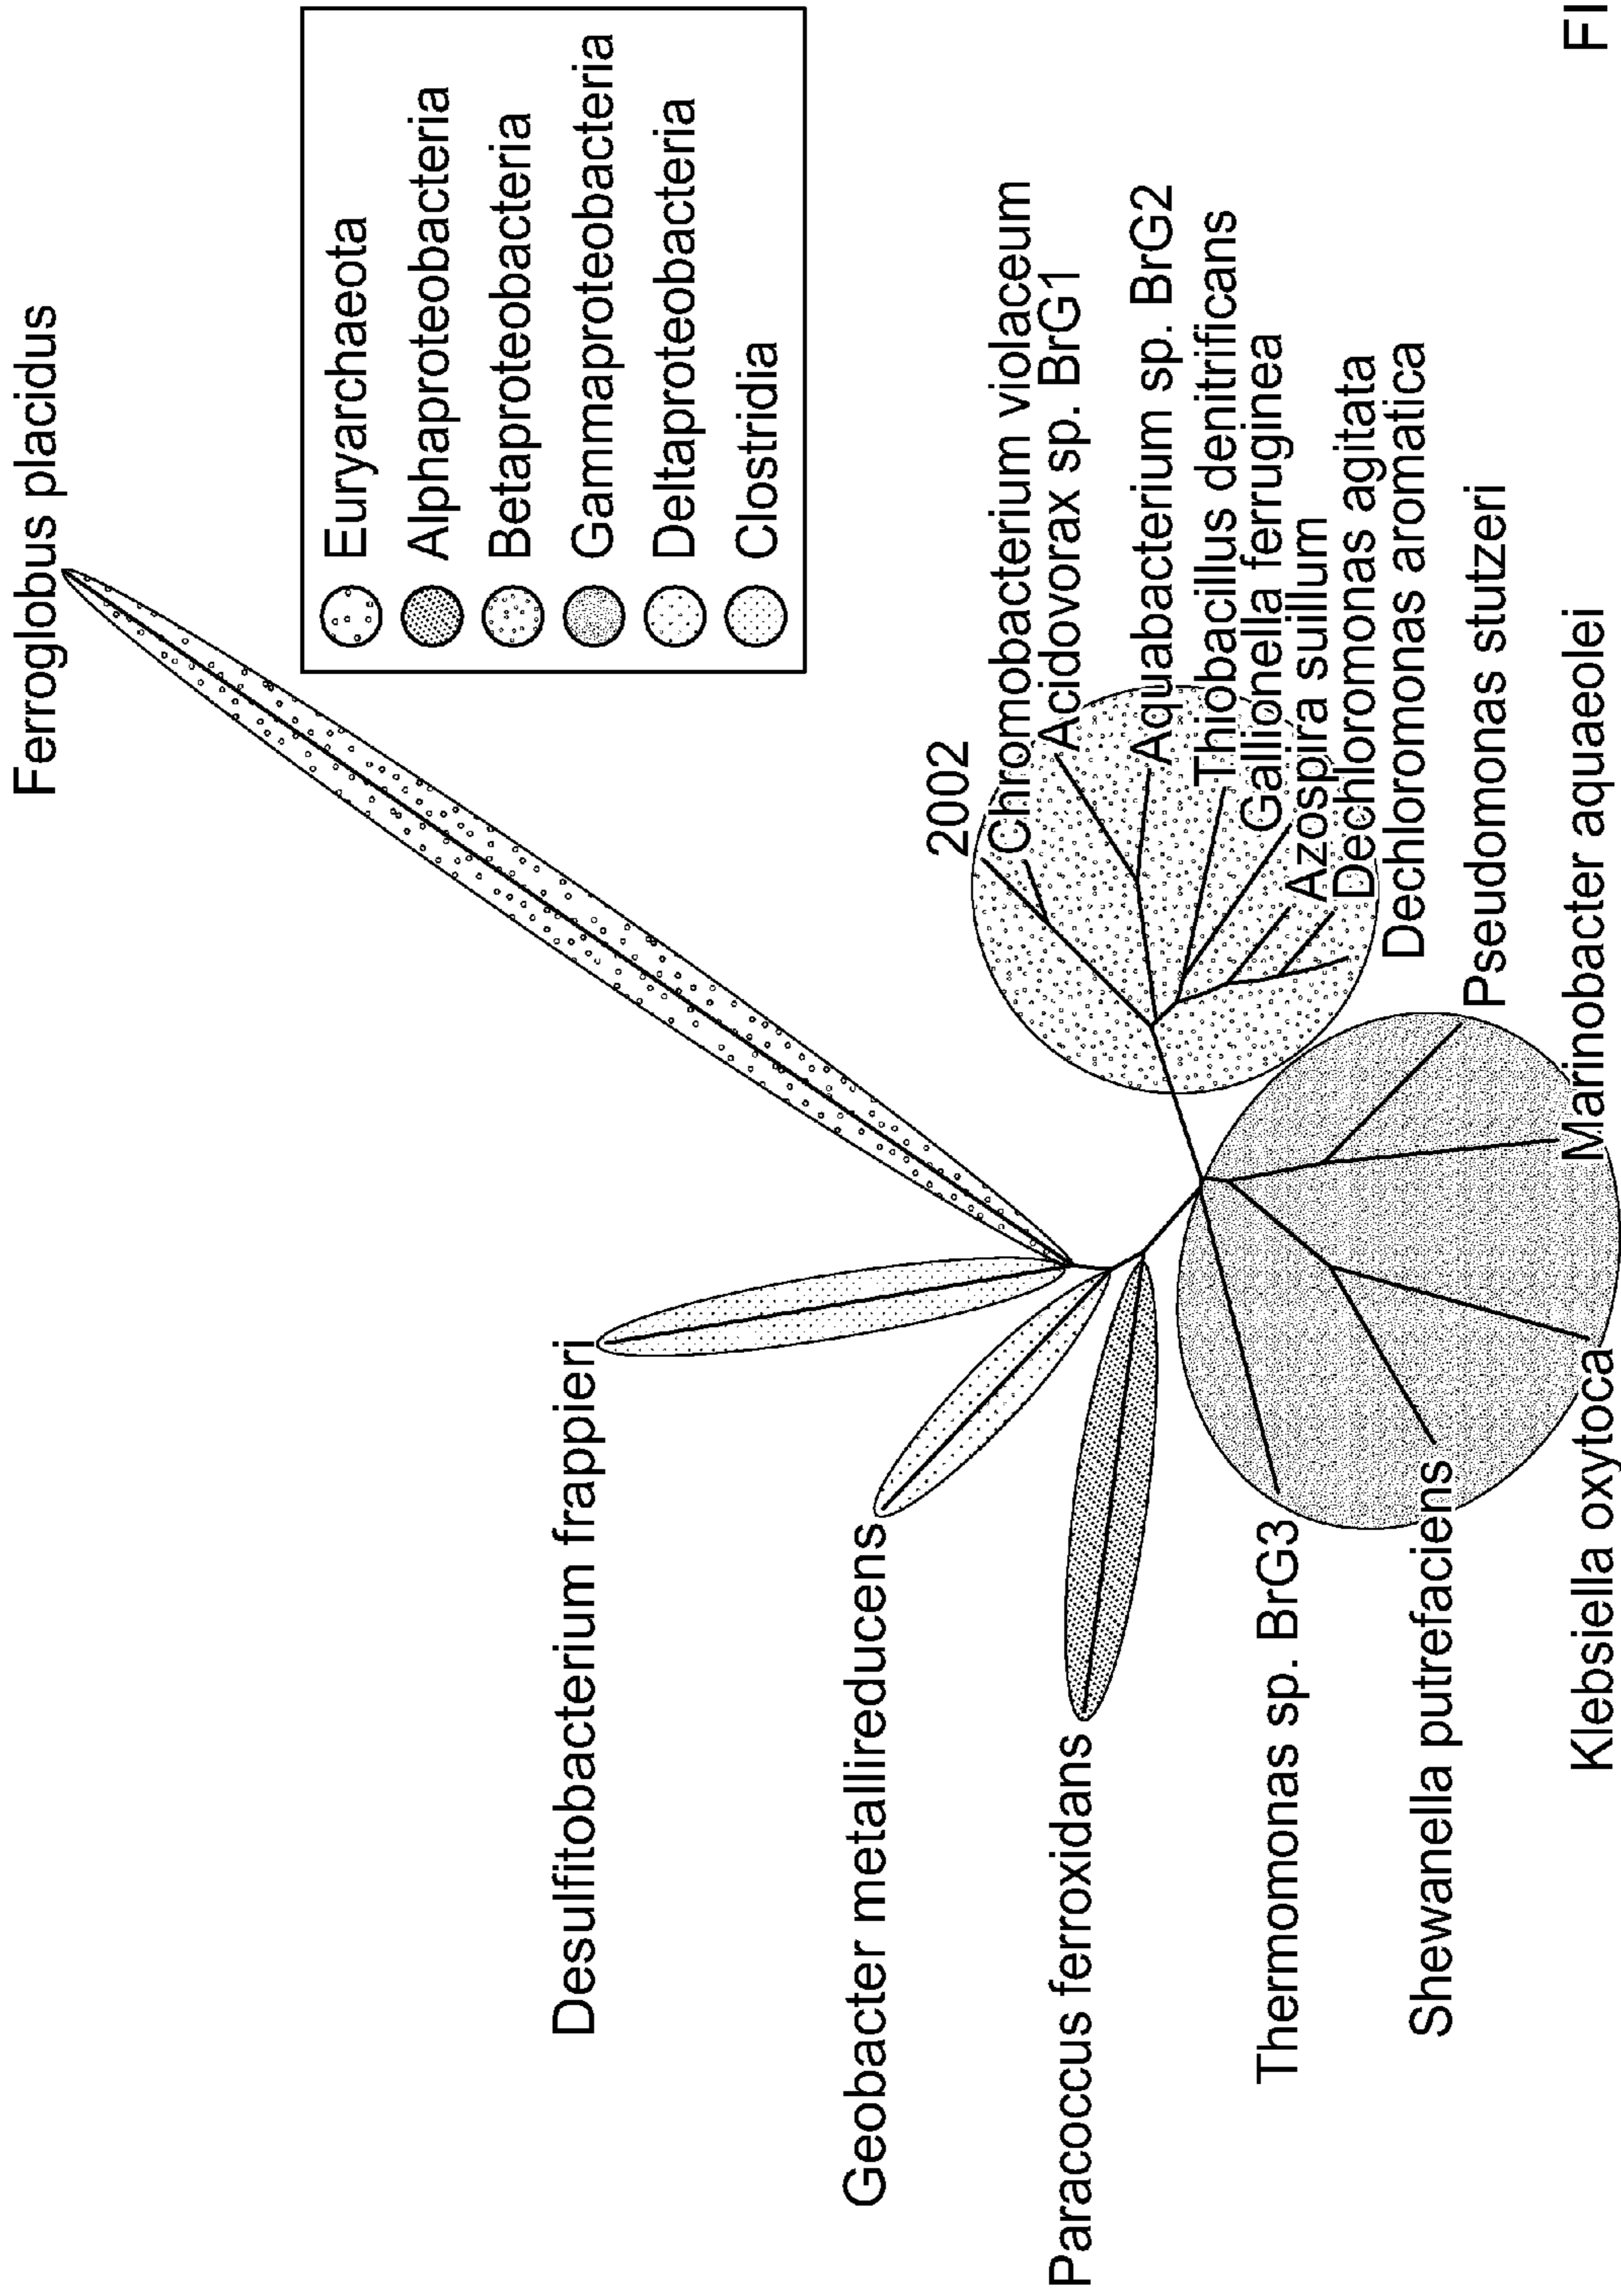 Ferroglobus placidus
Euryarchaeota
Alphaproteobacteria
Betaproteobacteria
Gammaproteobacteria
Deltaproteobacteria
Clostridia
Desulfitobacterium frappieri
Geobacter metallireducens
Paracoccus ferroxidans
2002
Chromobacterium violaceum
Acidovorax sp. BrG1
Aquabacterium sp. BrG2
Thiobacillus denitrificans
Gallionella ferruginea
Azospira suillum
Dechloromonas agitata
Dechloromonas aromatica
Pseudomonas stutzeri
Marinobacter aquaeolei
Thermomonas sp. BrG3
Shewanella putrefaciens
Klebsiella oxytoca
FI